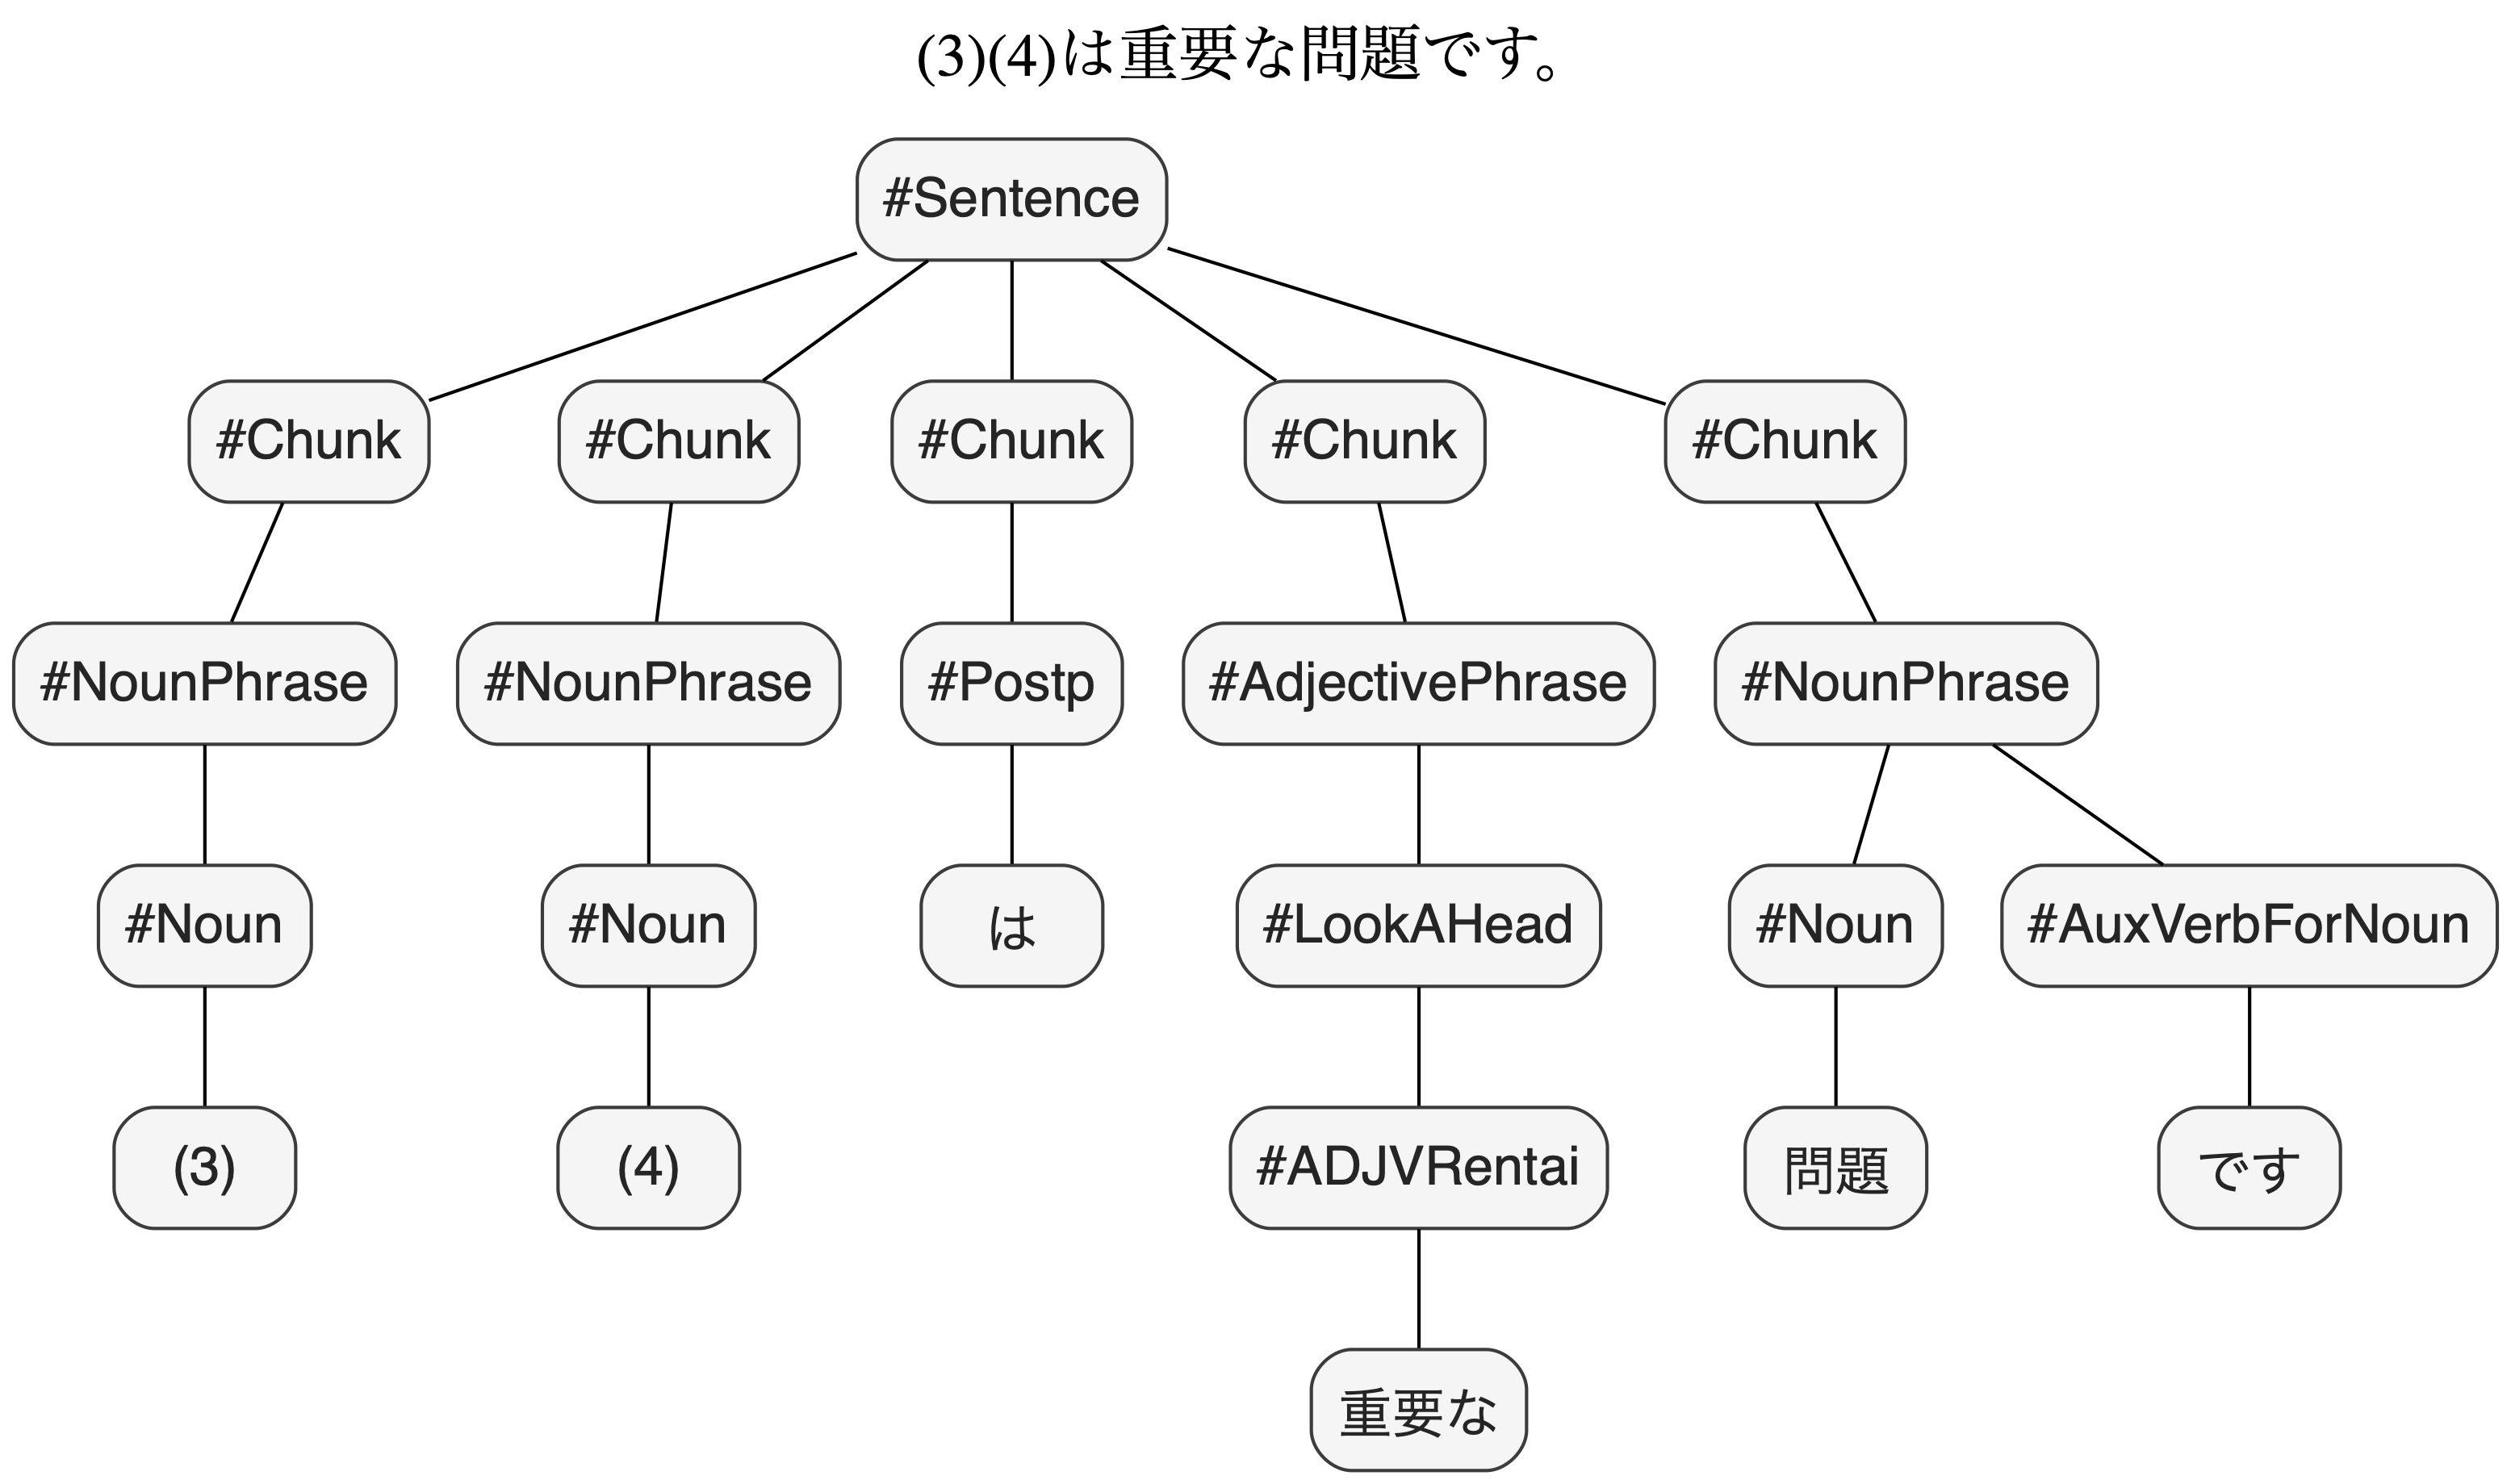 (3)(4)は重要な問題です。
#Sentence
#Chunk #Chunk #Chunk #Chunk #Chunk
#NounPhrase #NounPhrase #Postp #AdjectivePhrase #NounPhrase
#Noun #Noun は #LookAHead #Noun #AuxVerbForNoun
(3) (4) #ADJVRentai 問題 です
重要な